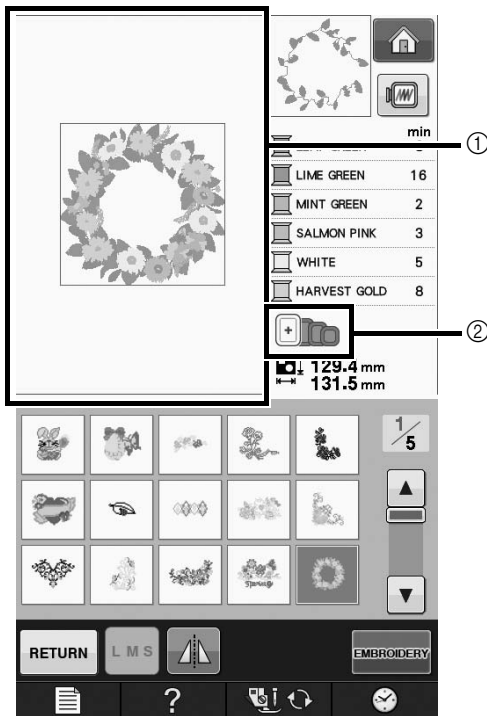 min
①
LIME GREEN 16
MINT GREEN 2
SALMON PINK 3
WHITE 5
HARVEST GOLD 8
②
129.4 mm
131.5 mm
1/5
RETURN
L M S
EMBROIDERY
?